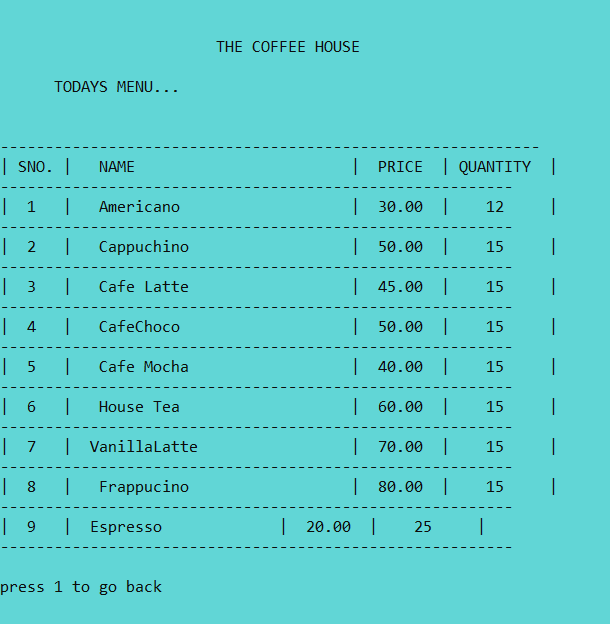 THE COFFEE HOUSE
TODAYS MENU...
------------------------------------------------------------
| SNO. |   NAME                        |  PRICE  | QUANTITY  |
---------------------------------------------------------
|  1   |   Americano                   |  30.00  |    12     |
---------------------------------------------------------
|  2   |   Cappuchino                  |  50.00  |    15     |
---------------------------------------------------------
|  3   |   Cafe Latte                  |  45.00  |    15     |
---------------------------------------------------------
|  4   |   CafeChoco                   |  50.00  |    15     |
---------------------------------------------------------
|  5   |   Cafe Mocha                  |  40.00  |    15     |
---------------------------------------------------------
|  6   |   House Tea                   |  60.00  |    15     |
---------------------------------------------------------
|  7   |  VanillaLatte                 |  70.00  |    15     |
---------------------------------------------------------
|  8   |   Frappucino                  |  80.00  |    15     |
---------------------------------------------------------
|  9   |  Espresso             |  20.00  |    25     |
---------------------------------------------------------
press 1 to go back